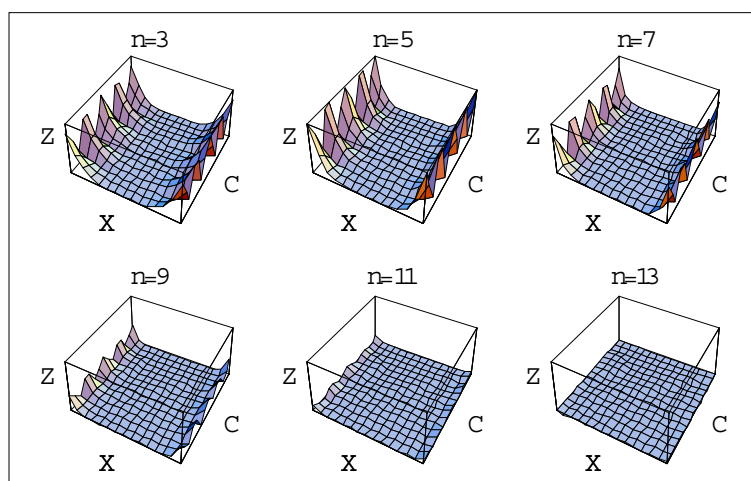 n=3 n=5 n=7
Z Z Z
C C C
X X X
n=9 n=11 n=13
Z Z Z
C C C
X X X